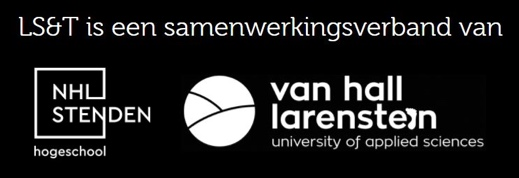 LS&T is een samenwerkingsverband van
NHL
STENDEN
hogeschool
van hall
larenstein
university of applied sciences